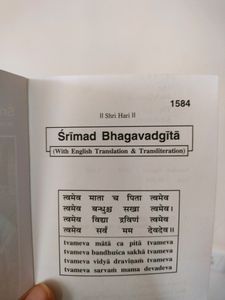 1584
॥ Shri Hari ॥
Śrīmad Bhagavadgītā
(With English Translation & Transliteration)
त्वमेव माता च पिता त्वमेव
त्वमेव बन्धुश्च सखा त्वमेव।
त्वमेव विद्या द्रविणं त्वमेव
त्वमेव सर्वं मम देवदेव॥
tvameva mātā ca pitā tvameva
tvameva bandhuśca sakhā tvameva
tvameva vidyā draviṇaṁ tvameva
tvameva sarvaṁ mama devadeva